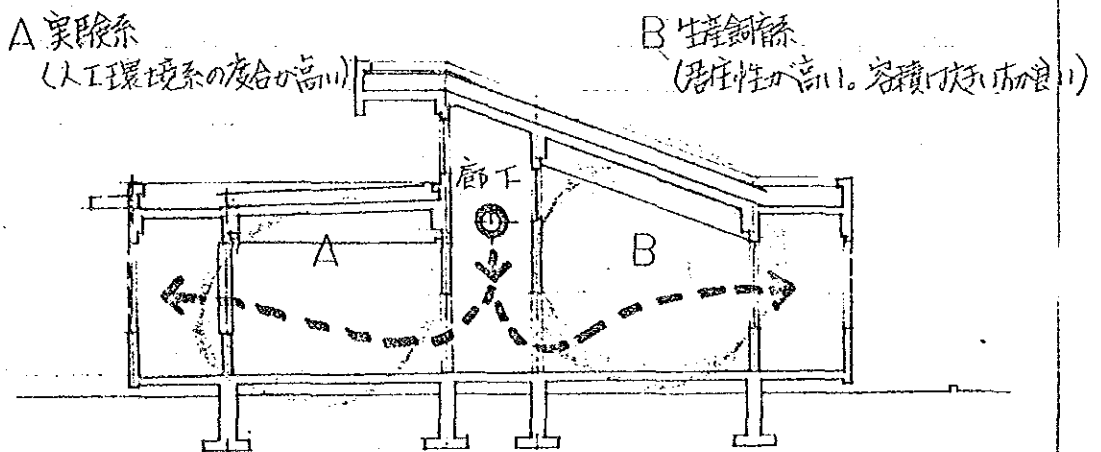 A 実験系
(人工環境系の度合が高い)
B 生産飼育系
(居住性が高い。容積は大きい方が良い)
廊下
A
B